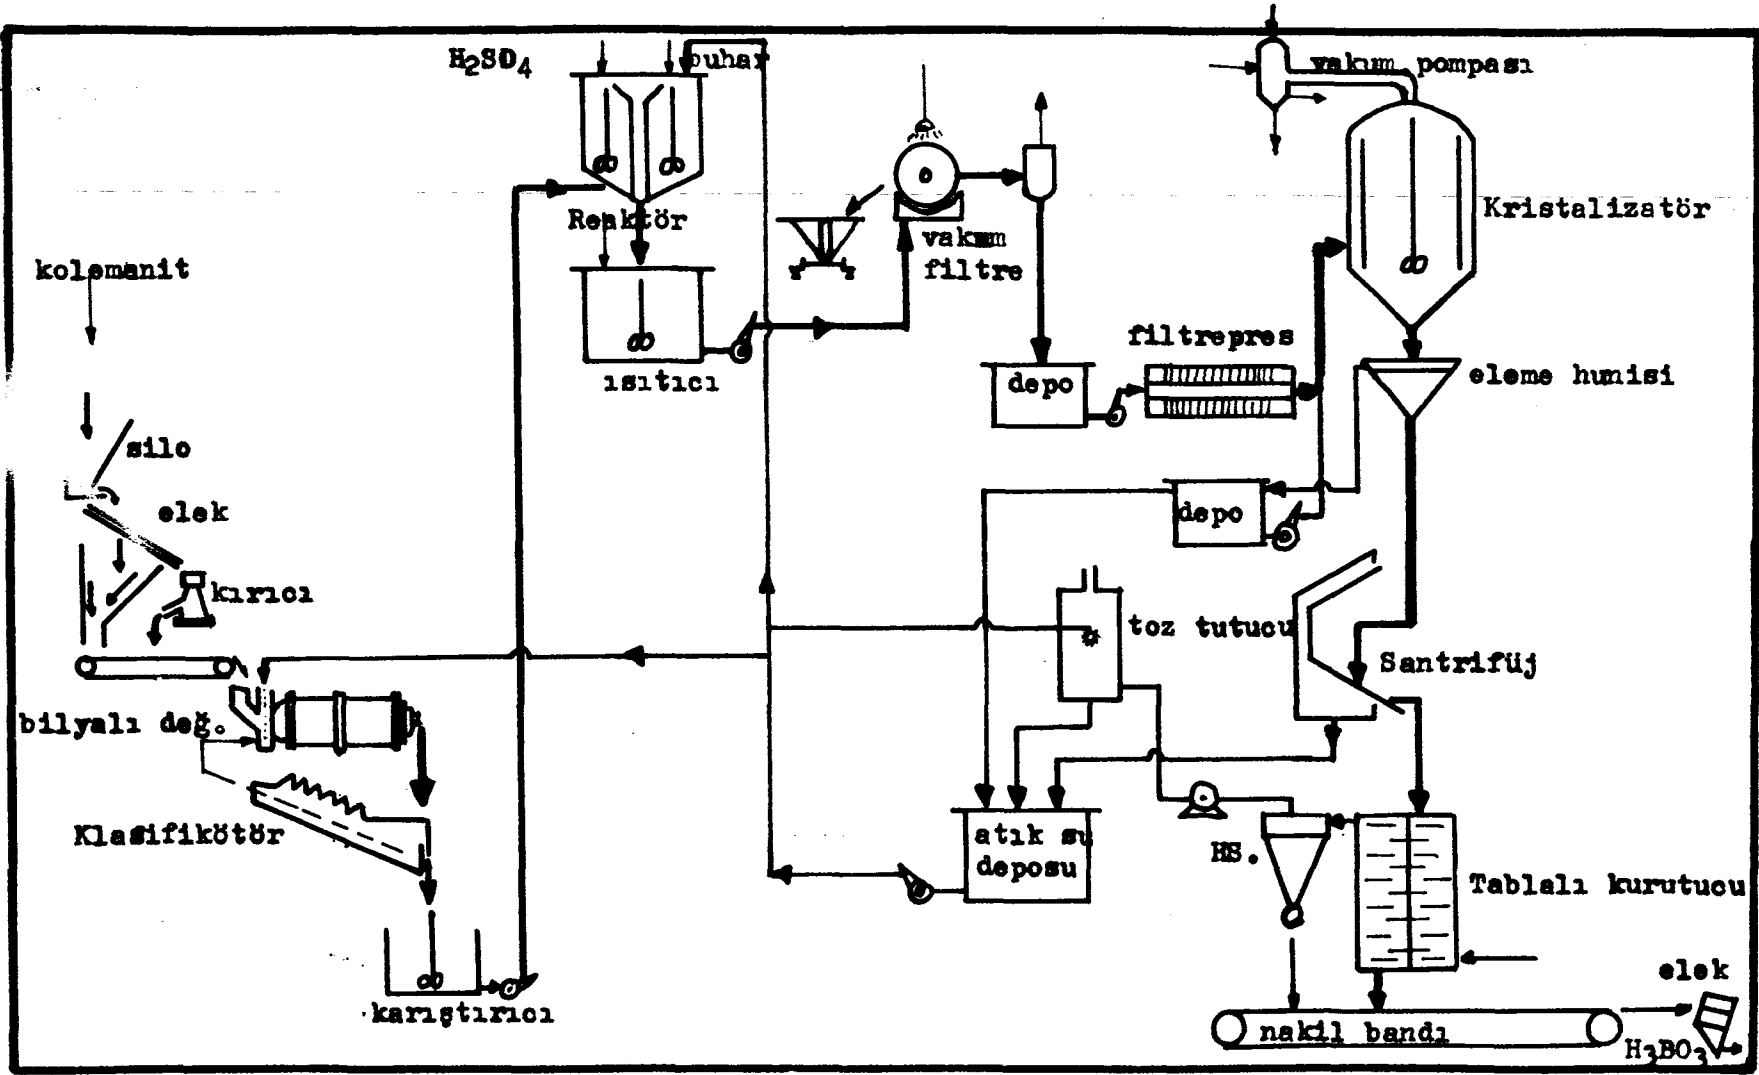 H₂SO₄
buhar
vakum pompası
Reaktör
Kristalizatör
vakum
filtre
kolemanit
filtrepres
ısıtıcı
depo
eleme hunisi
silo
elek
depo
kırıcı
toz tutucu
Santrifüj
bilyalı değ.
Klasifikötör
atık su
deposu
HS.
Tablalı kurutucu
elek
karıştırıcı
nakil bandı
H₃BO₃